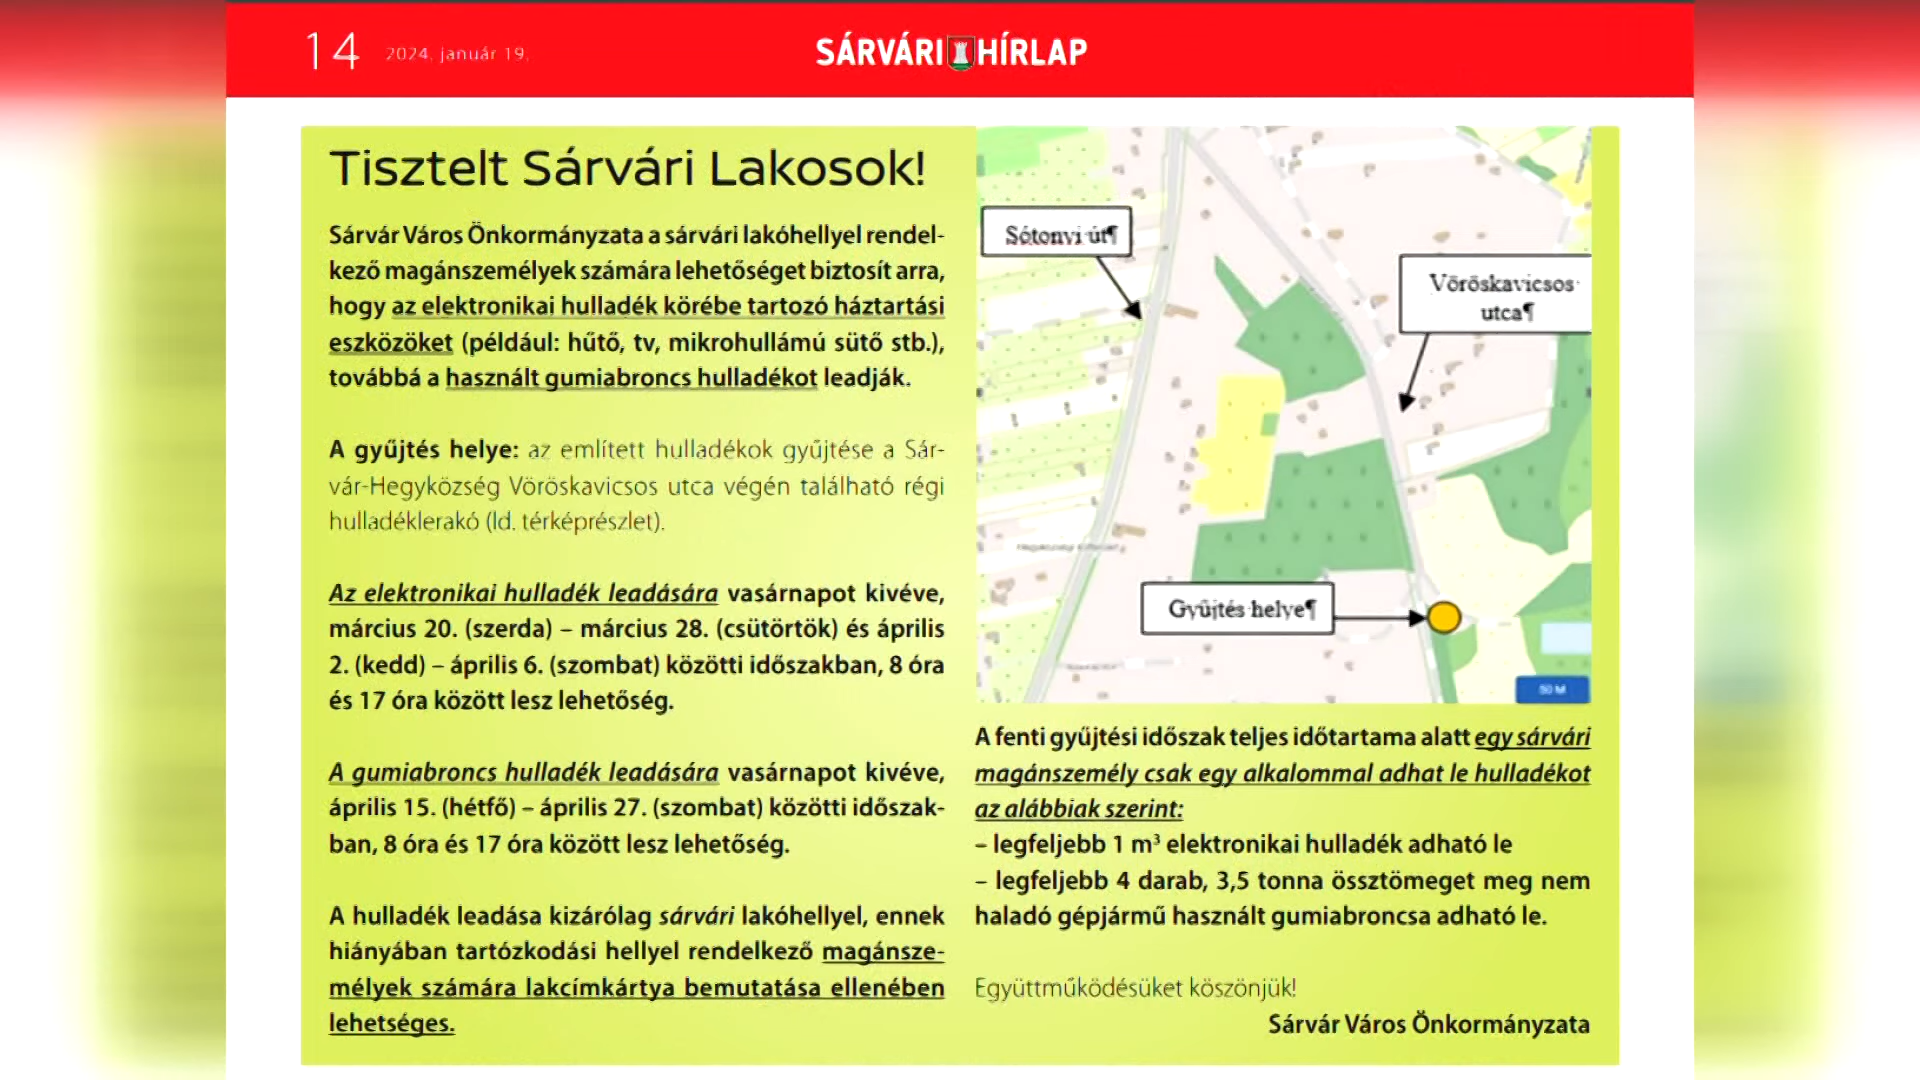 14 2024. január 19. SÁRVÁRI HÍRLAP
Tisztelt Sárvári Lakosok!
Sárvár Város Önkormányzata a sárvári lakóhellyel rendel-
kező magánszemélyek számára lehetőséget biztosít arra,
hogy az elektronikai hulladék körébe tartozó háztartási
eszközöket (például: hűtő, tv, mikrohullámú sütő stb.),
továbbá a használt gumiabroncs hulladékot leadják.
A gyűjtés helye: az említett hulladékok gyűjtése a Sár-
vár-Hegyközség Vöröskavicsos utca végén található régi
hulladéklerakó (ld. térképrészlet).
Az elektronikai hulladék leadására vasárnapot kivéve,
március 20. (szerda) – március 28. (csütörtök) és április
2. (kedd) – április 6. (szombat) közötti időszakban, 8 óra
és 17 óra között lesz lehetőség.
A gumiabroncs hulladék leadására vasárnapot kivéve,
április 15. (hétfő) – április 27. (szombat) közötti időszak-
ban, 8 óra és 17 óra között lesz lehetőség.
A hulladék leadása kizárólag sárvári lakóhellyel, ennek
hiányában tartózkodási hellyel rendelkező magánsze-
mélyek számára lakcímkártya bemutatása ellenében
lehetséges.
Sótonyi út¶
Vöröskavicsos
utca¶
Gyűjtés helye¶
50 M
A fenti gyűjtési időszak teljes időtartama alatt egy sárvári
magánszemély csak egy alkalommal adhat le hulladékot
az alábbiak szerint:
– legfeljebb 1 m³ elektronikai hulladék adható le
– legfeljebb 4 darab, 3,5 tonna össztömeget meg nem
haladó gépjármű használt gumiabroncsa adható le.
Együttműködésüket köszönjük!
Sárvár Város Önkormányzata